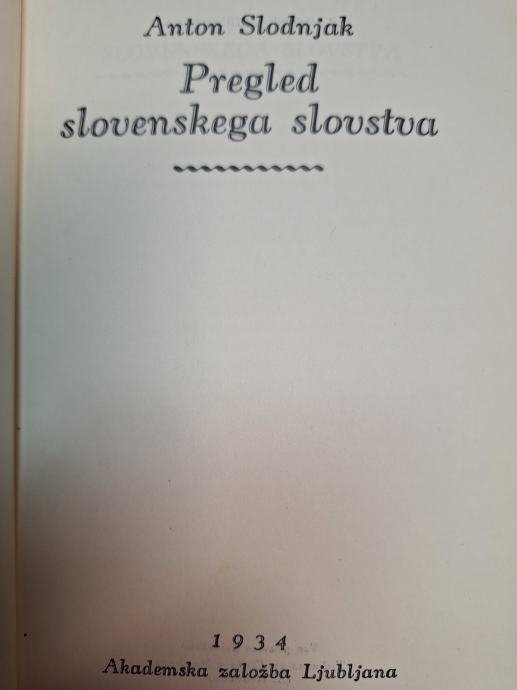 Anton Slodnjak
Pregled
slovenskega slovstva
1934
Akademska založba Ljubljana